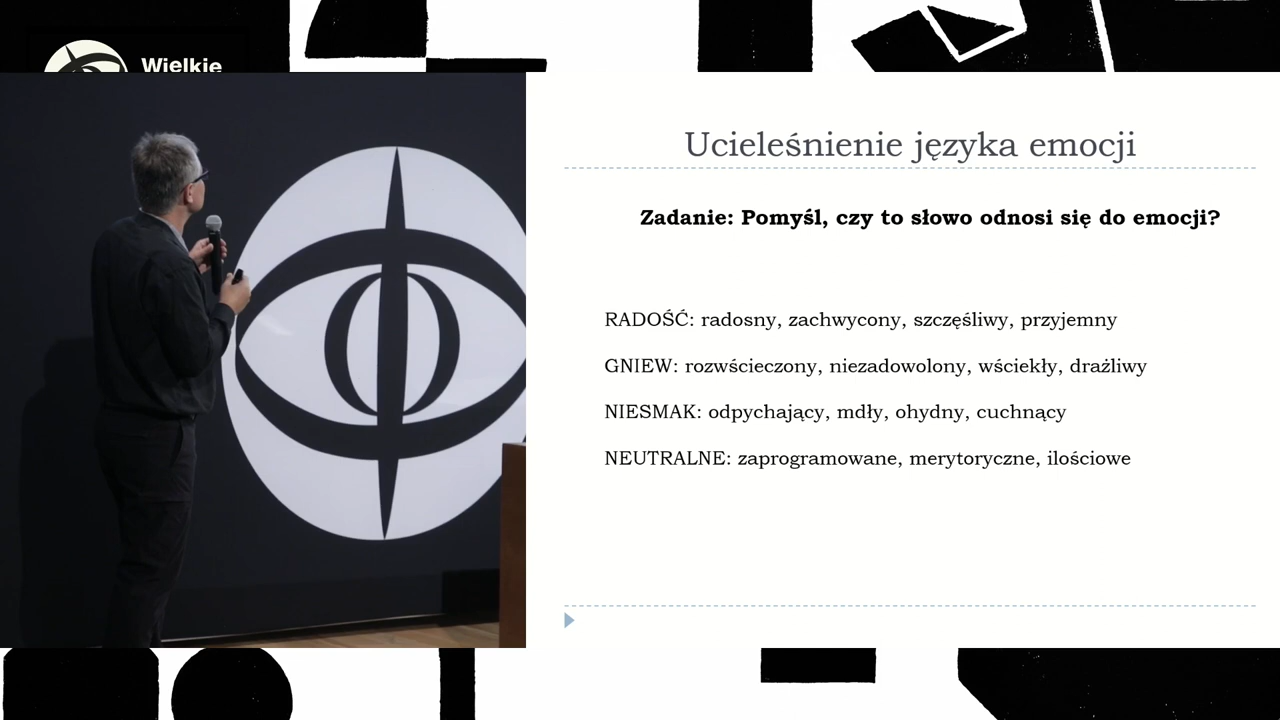 Wielkie
Ucieleśnienie języka emocji
Zadanie: Pomyśl, czy to słowo odnosi się do emocji?
RADOŚĆ: radosny, zachwycony, szczęśliwy, przyjemny
GNIEW: rozwścieczony, niezadowolony, wściekły, drażliwy
NIESMAK: odpychający, mdły, ohydny, cuchnący
NEUTRALNE: zaprogramowane, merytoryczne, ilościowe